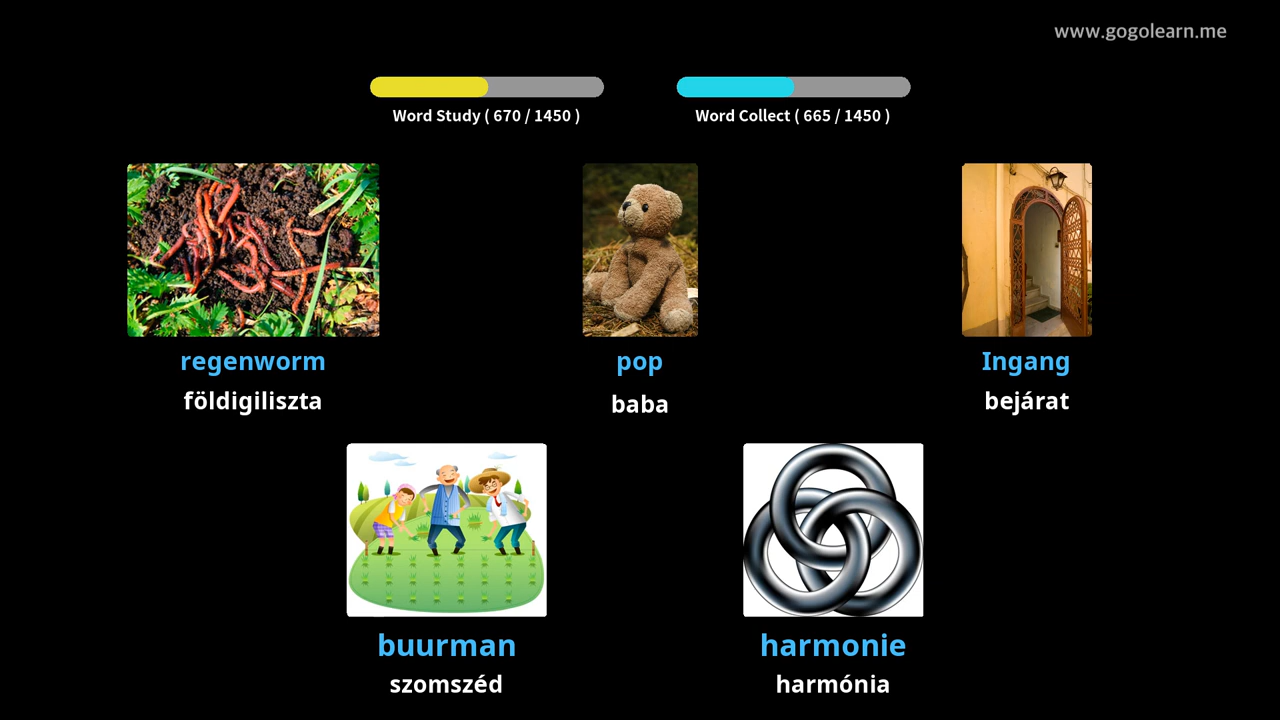 www.gogolearn.me
Word Study ( 670 / 1450 )
Word Collect ( 665 / 1450 )
regenworm
földigiliszta
pop
baba
Ingang
bejárat
buurman
szomszéd
harmonie
harmónia